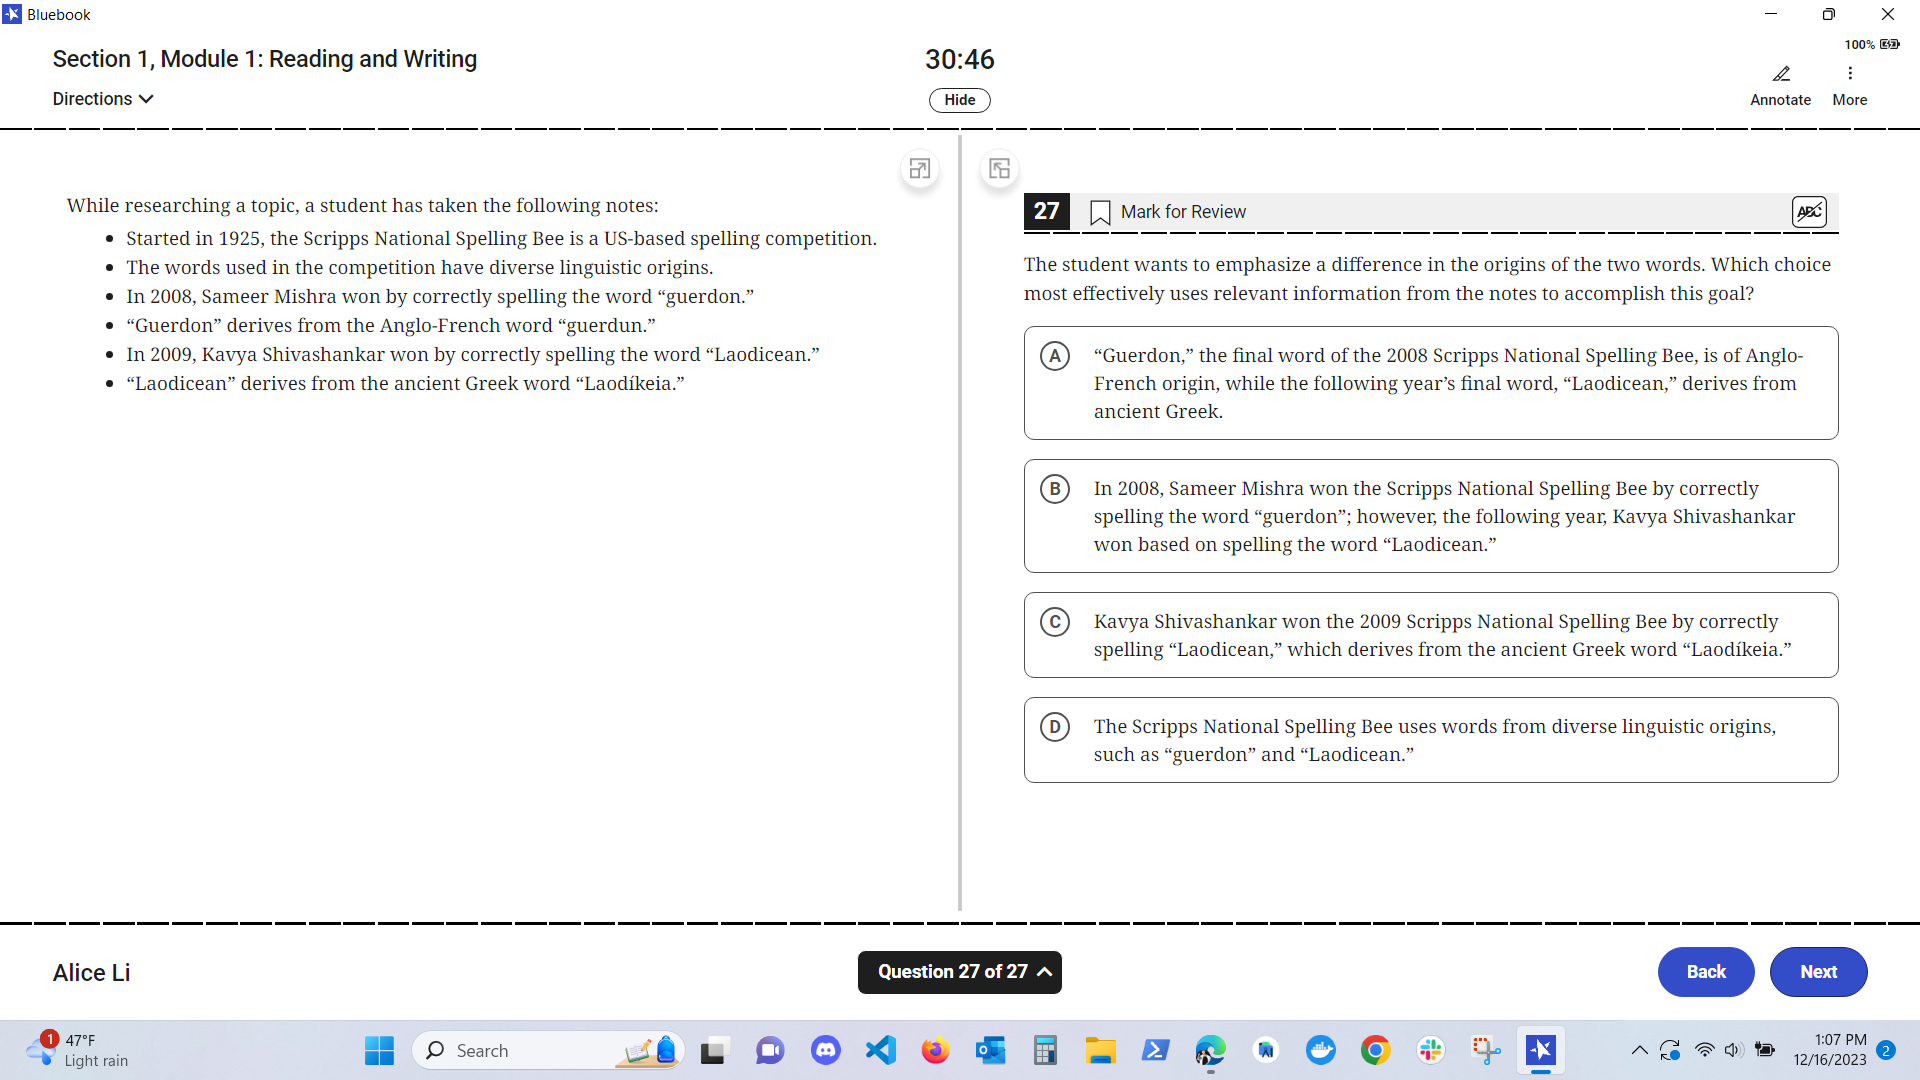 Bluebook
Section 1, Module 1: Reading and Writing
30:46
100%
Directions
Hide
Annotate
More
While researching a topic, a student has taken the following notes:
• Started in 1925, the Scripps National Spelling Bee is a US-based spelling competition.
• The words used in the competition have diverse linguistic origins.
• In 2008, Sameer Mishra won by correctly spelling the word “guerdon.”
• “Guerdon” derives from the Anglo-French word “guerdun.”
• In 2009, Kavya Shivashankar won by correctly spelling the word “Laodicean.”
• “Laodicean” derives from the ancient Greek word “Laodíkeia.”
27 Mark for Review ABC
The student wants to emphasize a difference in the origins of the two words. Which choice
most effectively uses relevant information from the notes to accomplish this goal?
A “Guerdon,” the final word of the 2008 Scripps National Spelling Bee, is of Anglo-
French origin, while the following year’s final word, “Laodicean,” derives from
ancient Greek.
B In 2008, Sameer Mishra won the Scripps National Spelling Bee by correctly
spelling the word “guerdon”; however, the following year, Kavya Shivashankar
won based on spelling the word “Laodicean.”
C Kavya Shivashankar won the 2009 Scripps National Spelling Bee by correctly
spelling “Laodicean,” which derives from the ancient Greek word “Laodíkeia.”
D The Scripps National Spelling Bee uses words from diverse linguistic origins,
such as “guerdon” and “Laodicean.”
Alice Li
Question 27 of 27
Back
Next
1
47°F
Light rain
Search
1:07 PM
12/16/2023
2